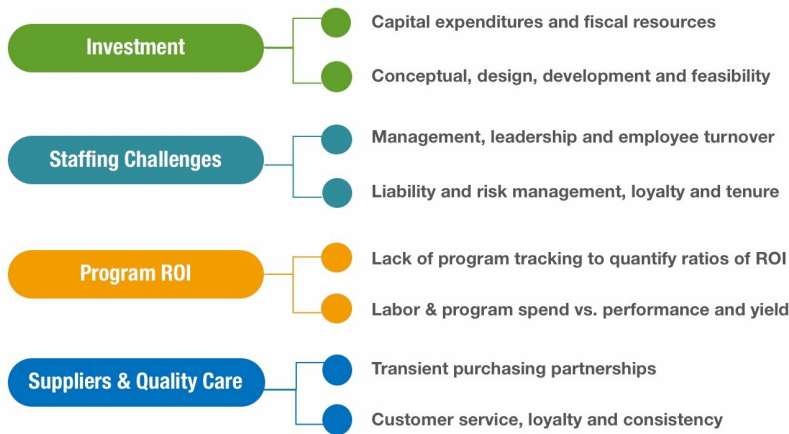 Investment
Capital expenditures and fiscal resources
Conceptual, design, development and feasibility
Staffing Challenges
Management, leadership and employee turnover
Liability and risk management, loyalty and tenure
Program ROI
Lack of program tracking to quantify ratios of ROI
Labor & program spend vs. performance and yield
Suppliers & Quality Care
Transient purchasing partnerships
Customer service, loyalty and consistency